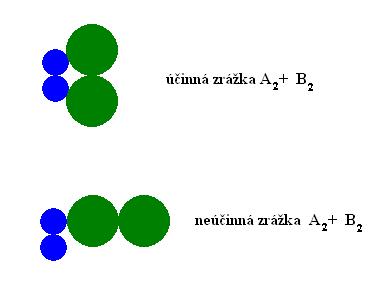 účinná zrážka A₂+ B₂
neúčinná zrážka A₂+ B₂